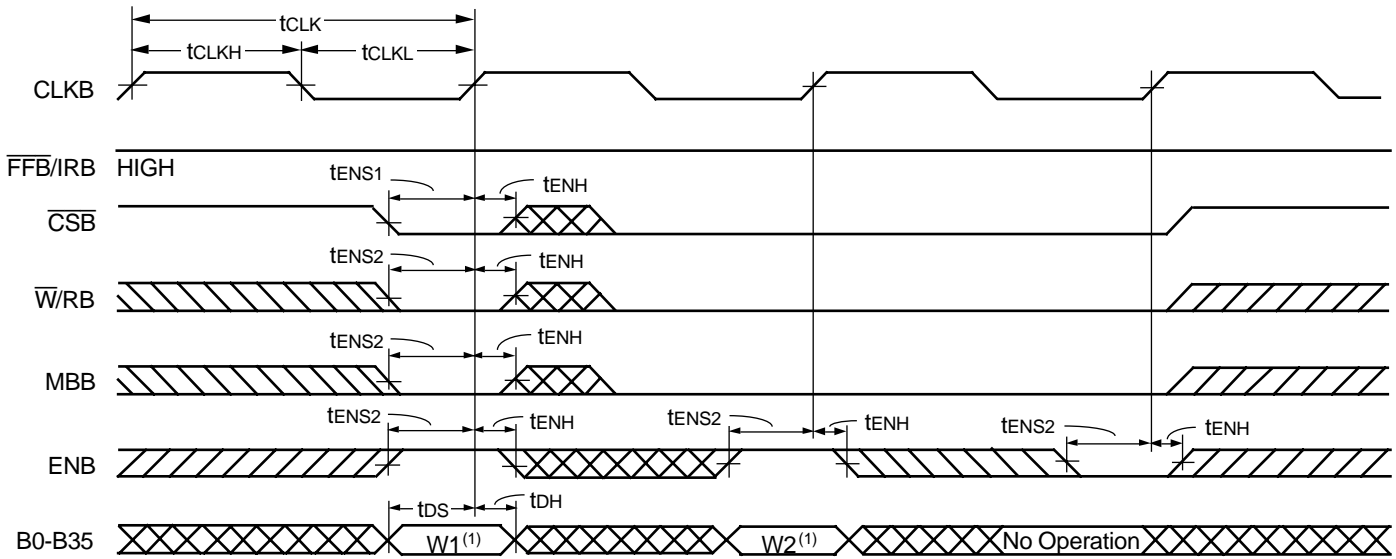 tCLK
tCLKH tCLKL
CLKB
FFB/IRB HIGH
tENS1 tENH
CSB
tENS2 tENH
W/RB
tENS2 tENH
MBB
tENS2 tENH tENS2 tENH tENS2 tENH
ENB
tDS tDH
B0-B35 W1(1) W2(1) No Operation